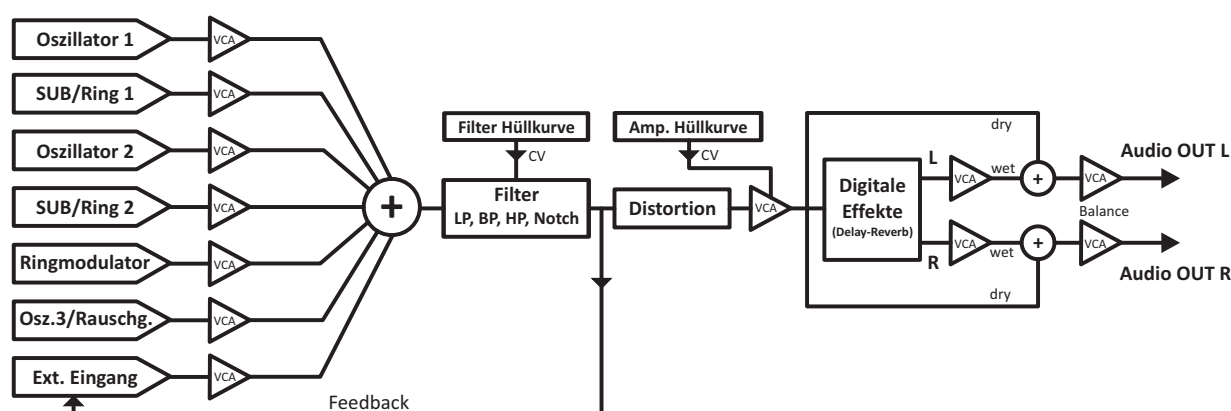 Oszillator 1
VCA
SUB/Ring 1
VCA
Oszillator 2
VCA
SUB/Ring 2
VCA
Ringmodulator
VCA
Osz.3/Rauschg.
VCA
Ext. Eingang
VCA
Feedback
+
Filter Hüllkurve
CV
Filter
LP, BP, HP, Notch
Distortion
Amp. Hüllkurve
CV
VCA
Digitale
Effekte
(Delay-Reverb)
dry
L
VCA
wet
+
VCA
Audio OUT L
Balance
R
VCA
wet
+
VCA
Audio OUT R
dry